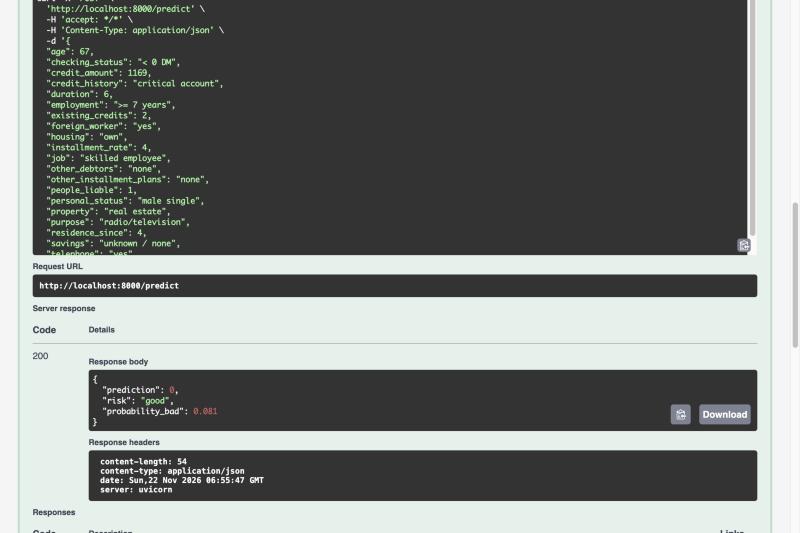 'http://localhost:8000/predict' \
-H 'accept: */*' \
-H 'Content-Type: application/json' \
-d '{
"age": 67,
"checking_status": "< 0 DM",
"credit_amount": 1169,
"credit_history": "critical account",
"duration": 6,
"employment": ">= 7 years",
"existing_credits": 2,
"foreign_worker": "yes",
"housing": "own",
"installment_rate": 4,
"job": "skilled employee",
"other_debtors": "none",
"other_installment_plans": "none",
"people_liable": 1,
"personal_status": "male single",
"property": "real estate",
"purpose": "radio/television",
"residence_since": 4,
"savings": "unknown / none",
"telephone": "yes"
Request URL
http://localhost:8000/predict
Server response
Code Details
200
Response body
{
"prediction": 0,
"risk": "good",
"probability_bad": 0.081
}
Download
Response headers
content-length: 54
content-type: application/json
date: Sun,22 Nov 2026 06:55:47 GMT
server: uvicorn
Responses
Code Description Links